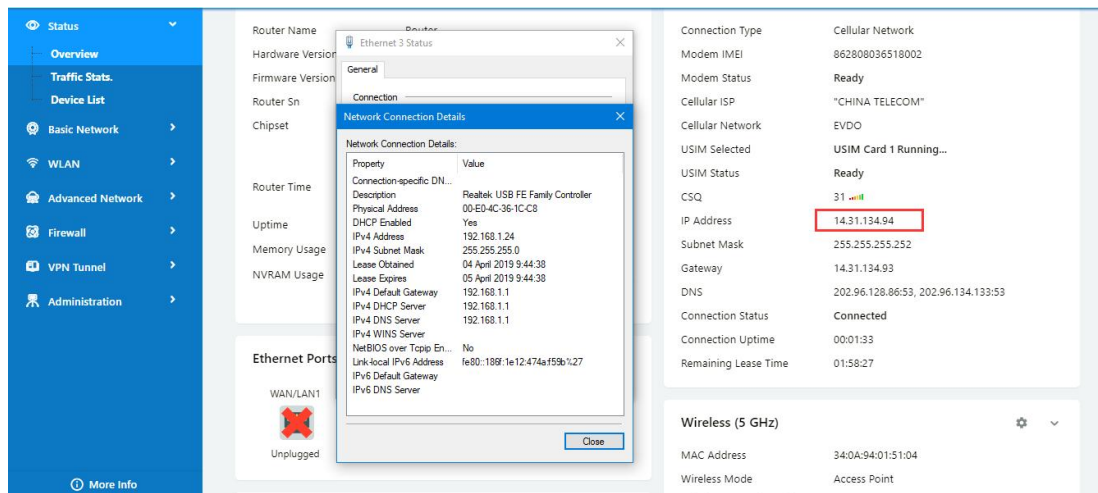 Status
Overview
Traffic Stats.
Device List
Basic Network
WLAN
Advanced Network
Firewall
VPN Tunnel
Administration
More Info
Router Name
Hardware Version
Firmware Version
Router Sn
Chipset
Router Time
Uptime
Memory Usage
NVRAM Usage
Ethernet Ports
WAN/LAN1
Unplugged
Router
Ethernet 3 Status
General
Connection
Network Connection Details
Network Connection Details:
Property Value
Connection-specific DN...
Description Realtek USB FE Family Controller
Physical Address 00-E0-4C-36-1C-C8
DHCP Enabled Yes
IPv4 Address 192.168.1.24
IPv4 Subnet Mask 255.255.255.0
Lease Obtained 04 April 2019 9:44:38
Lease Expires 05 April 2019 9:44:38
IPv4 Default Gateway 192.168.1.1
IPv4 DHCP Server 192.168.1.1
IPv4 DNS Server 192.168.1.1
IPv4 WINS Server
NetBIOS over Tcpip En... No
Link-local IPv6 Address fe80::186f:1e12:474a:f59b%27
IPv6 Default Gateway
IPv6 DNS Server
Close
Connection Type Cellular Network
Modem IMEI 862808036518002
Modem Status Ready
Cellular ISP "CHINA TELECOM"
Cellular Network EVDO
USIM Selected USIM Card 1 Running...
USIM Status Ready
CSQ 31
IP Address 14.31.134.94
Subnet Mask 255.255.255.252
Gateway 14.31.134.93
DNS 202.96.128.86:53, 202.96.134.133:53
Connection Status Connected
Connection Uptime 00:01:33
Remaining Lease Time 01:58:27
Wireless (5 GHz)
MAC Address 34:0A:94:01:51:04
Wireless Mode Access Point